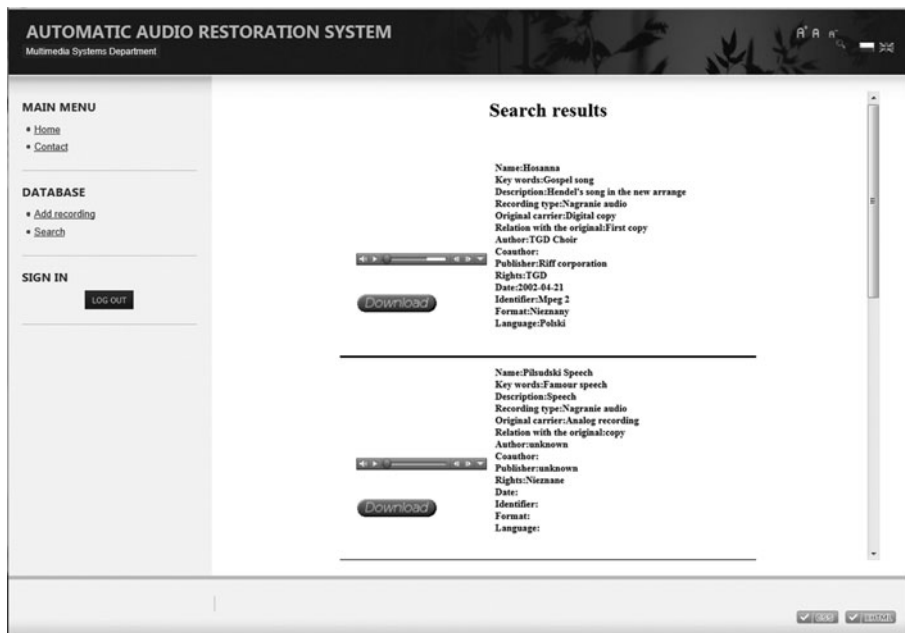 AUTOMATIC AUDIO RESTORATION SYSTEM
Multimedia Systems Department
A+ A A-
MAIN MENU
Home
Contact
DATABASE
Add recording
Search
SIGN IN
LOG OUT
Search results
Name:Hosanna
Key words:Gospel song
Description:Hendel's song in the new arrange
Recording type:Nagranie audio
Original carrier:Digital copy
Relation with the original:First copy
Author:TGD Choir
Coauthor:
Publisher:Riff corporation
Rights:TGD
Date:2002-04-21
Identifier:Mpeg 2
Format:Nieznany
Language:Polski
Download
Name:Pilsudski Speech
Key words:Famour speech
Description:Speech
Recording type:Nagranie audio
Original carrier:Analog recording
Relation with the original:copy
Author:unknown
Coauthor:
Publisher:unknown
Rights:Nieznane
Date:
Identifier:
Format:
Language:
Download